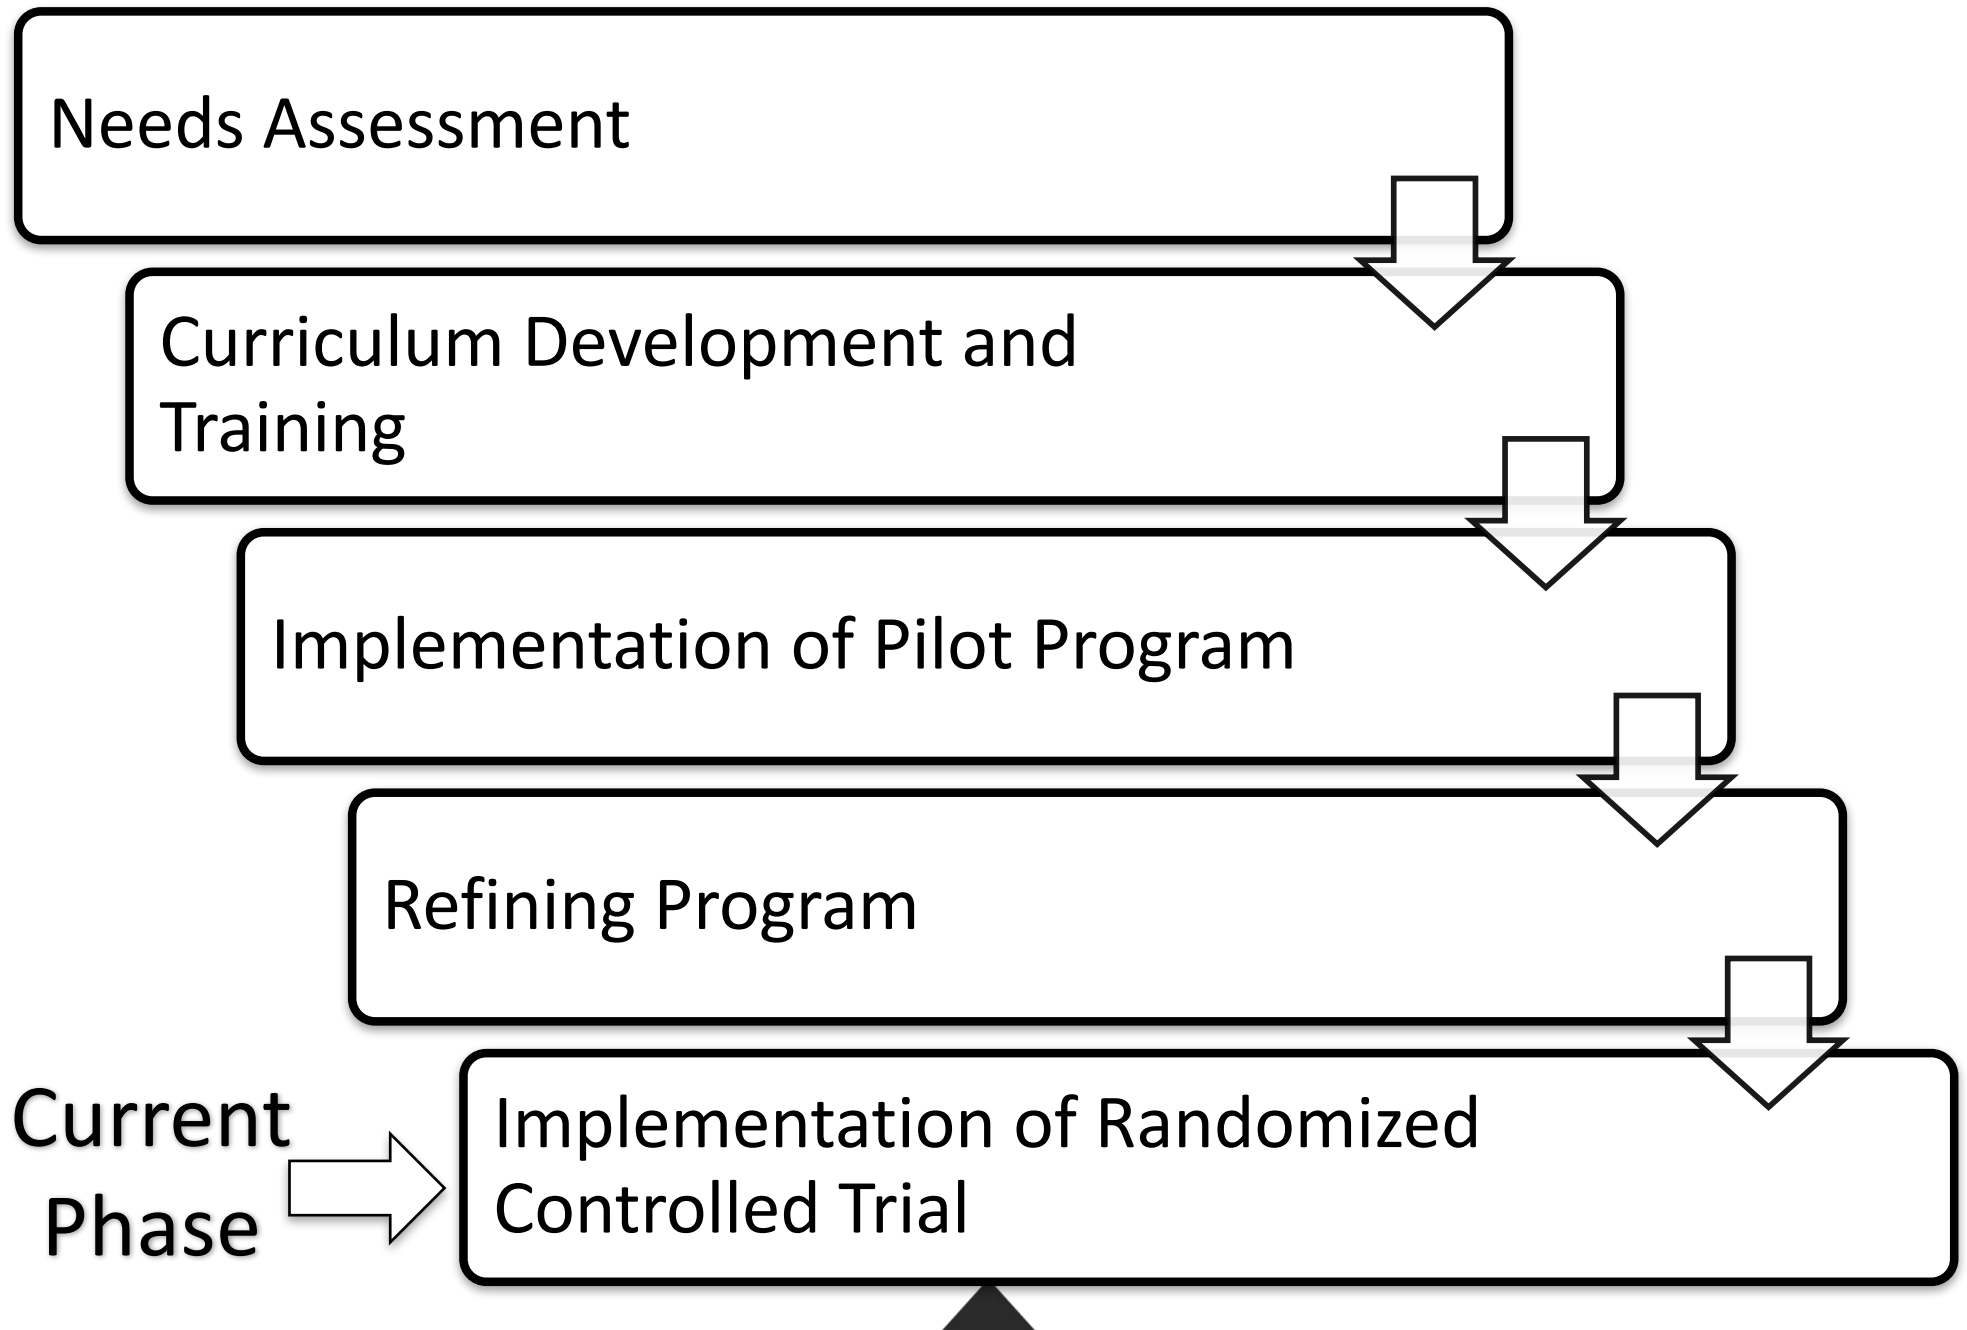 Needs Assessment
Curriculum Development and
Training
Implementation of Pilot Program
Refining Program
Current
Phase
Implementation of Randomized
Controlled Trial